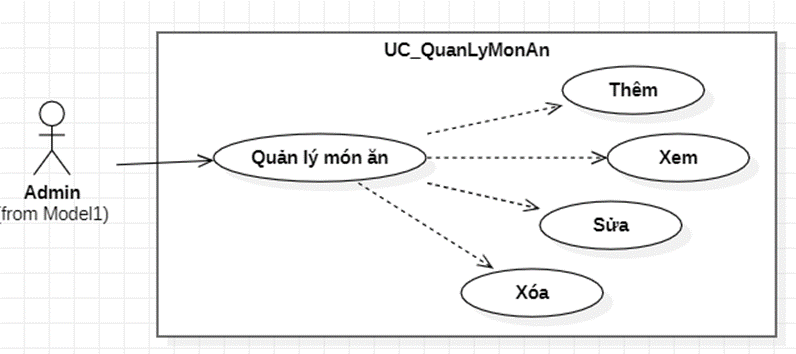 UC_QuanLyMonAn
Thêm
Quản lý món ăn
Xem
Admin
(from Model1)
Sửa
Xóa